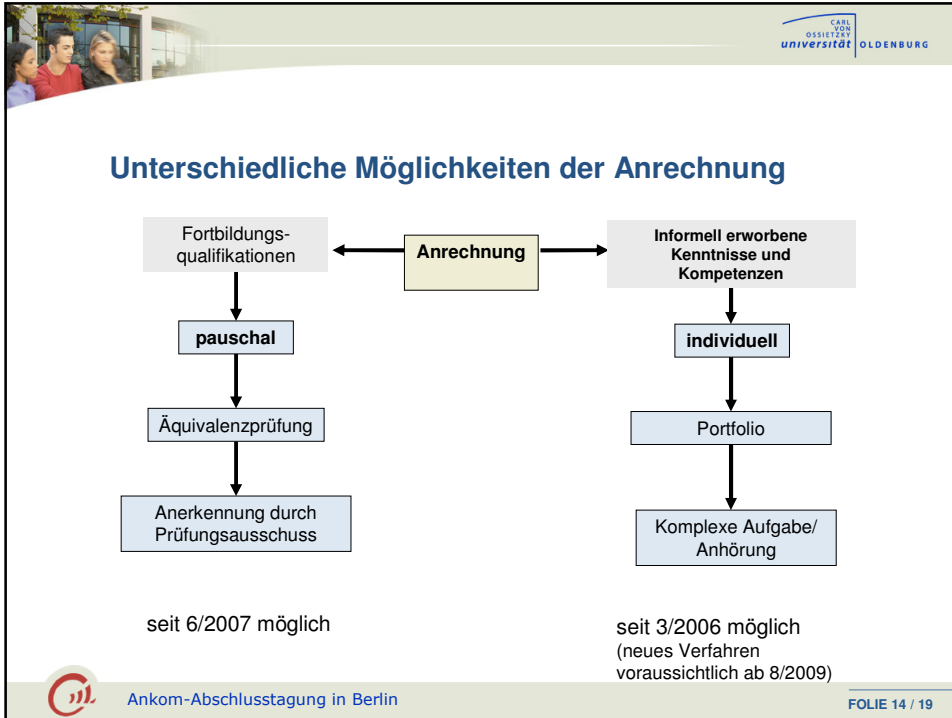 CARL
VON
OSSIETZKY
universität OLDENBURG
Unterschiedliche Möglichkeiten der Anrechnung
Fortbildungs-
qualifikationen
Anrechnung
Informell erworbene
Kenntnisse und
Kompetenzen
pauschal
individuell
Äquivalenzprüfung
Portfolio
Anerkennung durch
Prüfungsausschuss
Komplexe Aufgabe/
Anhörung
seit 6/2007 möglich
seit 3/2006 möglich
(neues Verfahren
voraussichtlich ab 8/2009)
Ankom-Abschlusstagung in Berlin
FOLIE 14 / 19